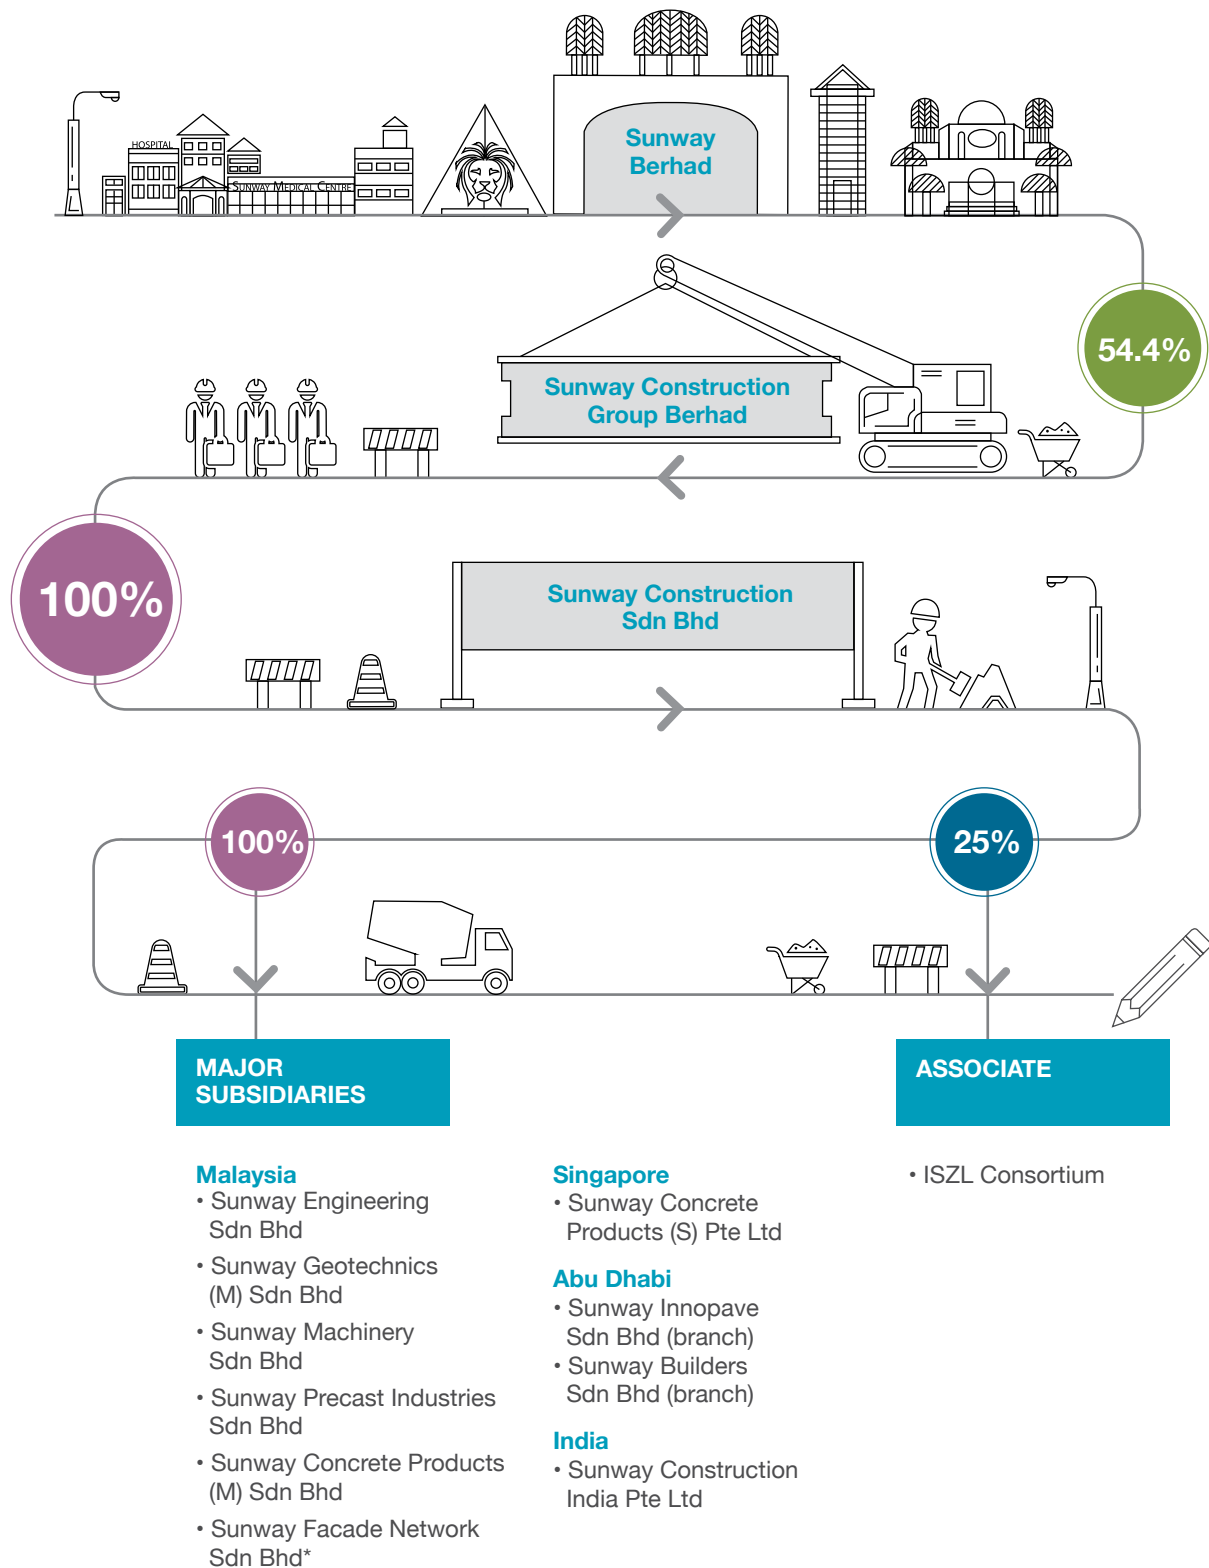 HOSPITAL
SUNWAY MEDICAL CENTRE
Sunway
Berhad
54.4%
Sunway Construction
Group Berhad
100%
Sunway Construction
Sdn Bhd
100%
25%
MAJOR
SUBSIDIARIES
ASSOCIATE
Malaysia
• Sunway Engineering
Sdn Bhd
• Sunway Geotechnics
(M) Sdn Bhd
• Sunway Machinery
Sdn Bhd
• Sunway Precast Industries
Sdn Bhd
• Sunway Concrete Products
(M) Sdn Bhd
• Sunway Facade Network
Sdn Bhd*
Singapore
• Sunway Concrete
Products (S) Pte Ltd
Abu Dhabi
• Sunway Innopave
Sdn Bhd (branch)
• Sunway Builders
Sdn Bhd (branch)
India
• Sunway Construction
India Pte Ltd
• ISZL Consortium